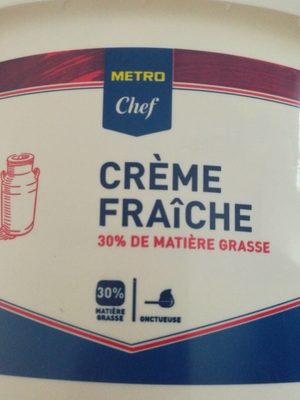 METRO
Chef
CRÈME
FRAîCHE
30% DE MATIÈRE GRASSE
30%
MATIÈRE
GRASSE
ONCTUEUSE